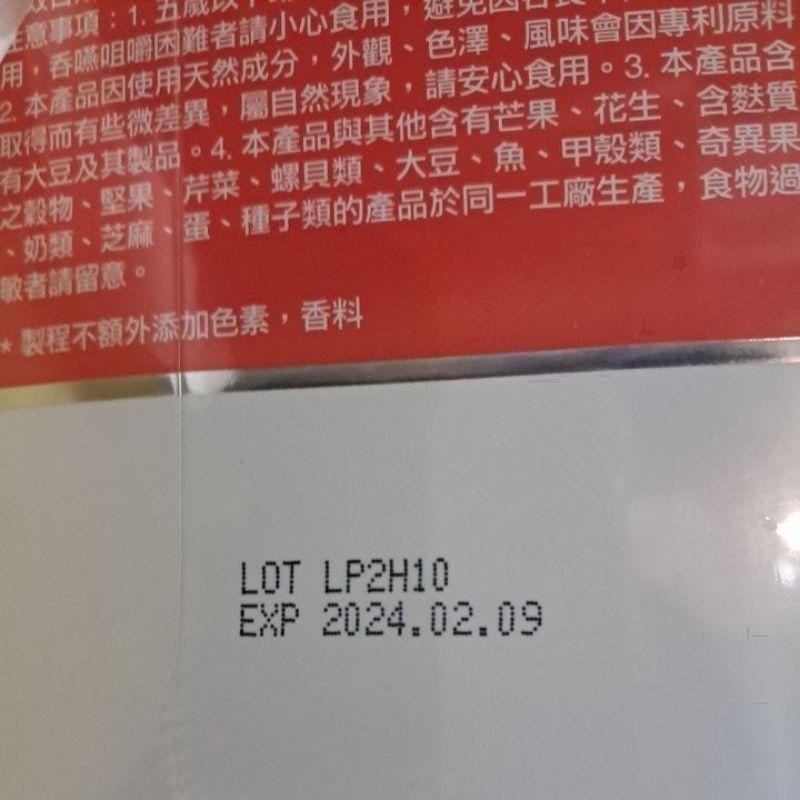 注意事項：1. 五歲以下
用，吞嚥咀嚼困難者請小心食用，避免因吞食
2. 本產品因使用天然成分，外觀、色澤、風味會因專利原料
取得而有些微差異，屬自然現象，請安心食用。3. 本產品含
有大豆及其製品。4. 本產品與其他含有芒果、花生、含麩質
之穀物、堅果、芹菜、螺貝類、大豆、魚、甲殼類、奇異果
、奶類、芝麻、蛋、種子類的產品於同一工廠生產，食物過
敏者請留意。
* 製程不額外添加色素，香料
LOT LP2H10
EXP 2024.02.09